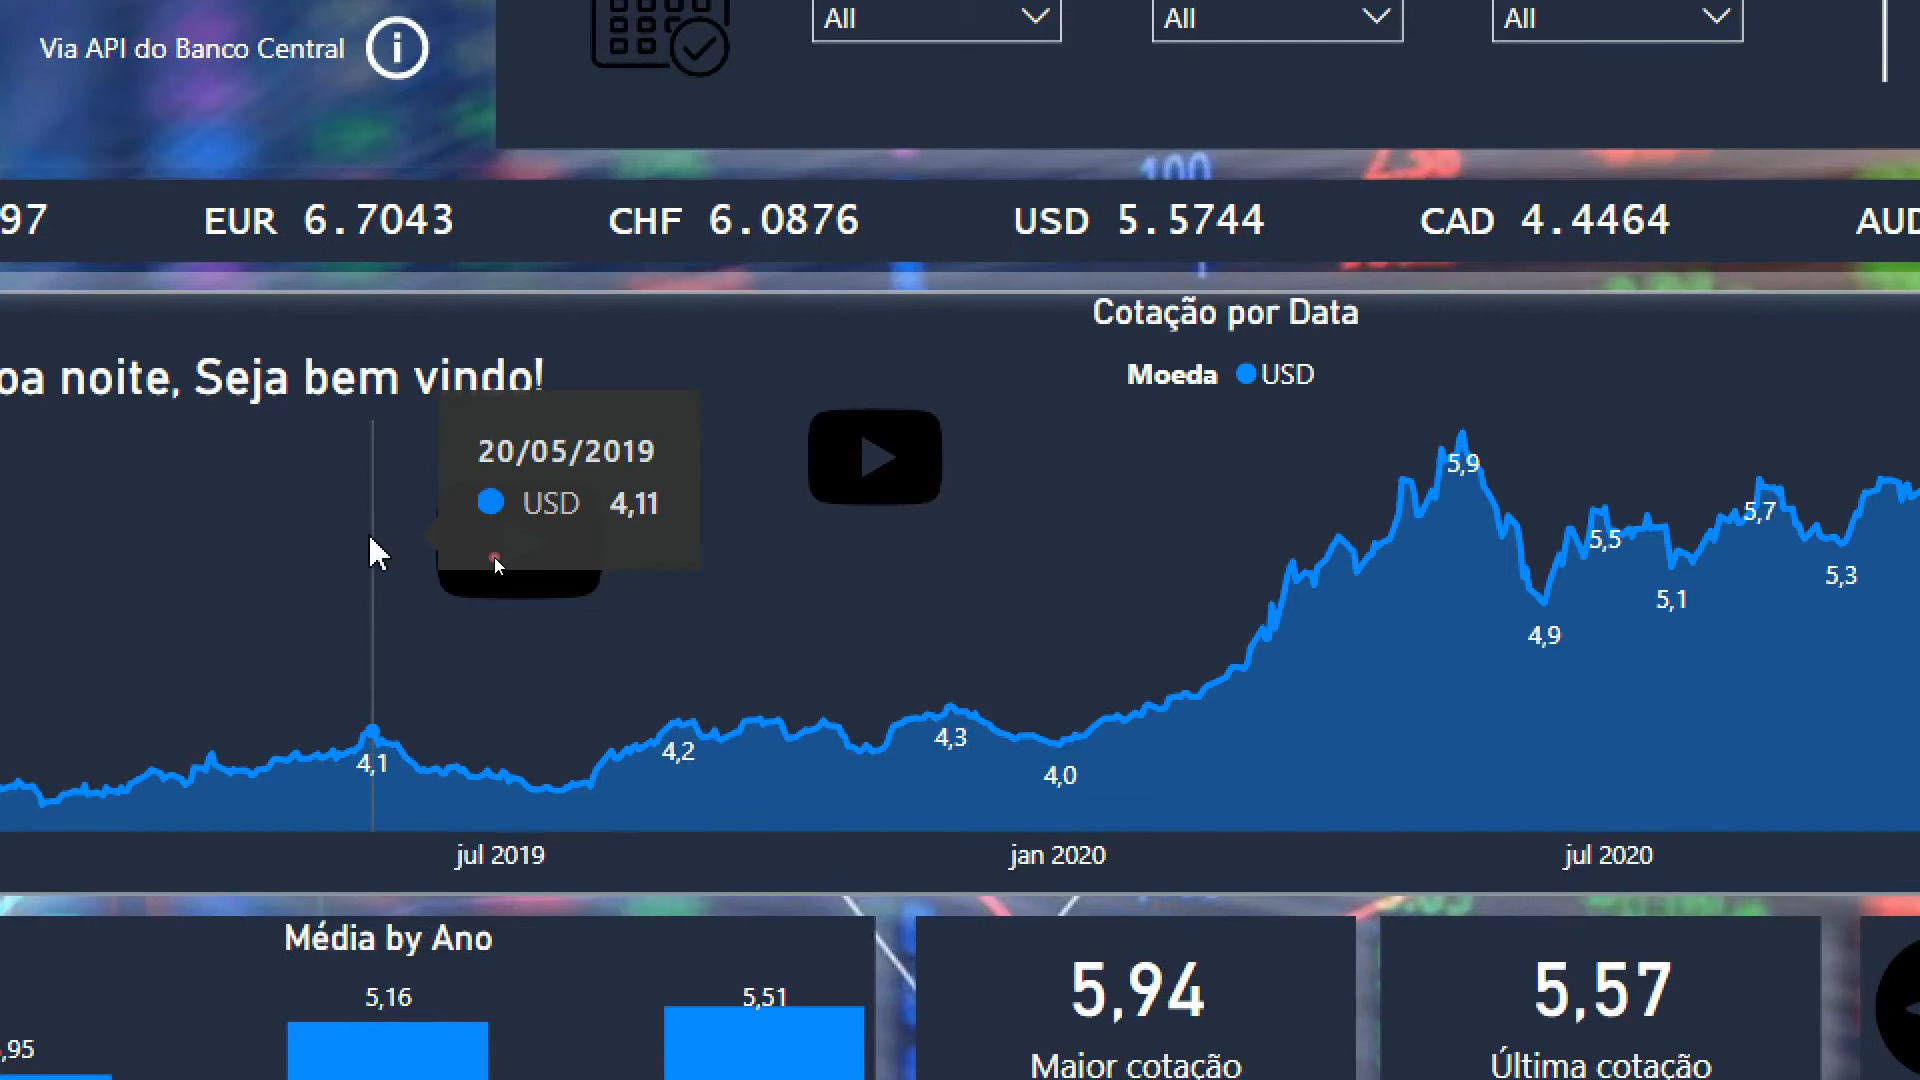 Via API do Banco Central
All
All
All
100
2.38
97
EUR 6.7043
CHF 6.0876
USD 5.5744
CAD 4.4464
AUD
Cotação por Data
oa noite, Seja bem vindo!
Moeda USD
20/05/2019
USD 4,11
5,9
5,7
5,5
5,3
5,1
4,9
4,3
4,2
4,1
4,0
jul 2019
jan 2020
jul 2020
Média by Ano
5,16
5,51
,95
5,94
Maior cotação
5,57
Última cotação